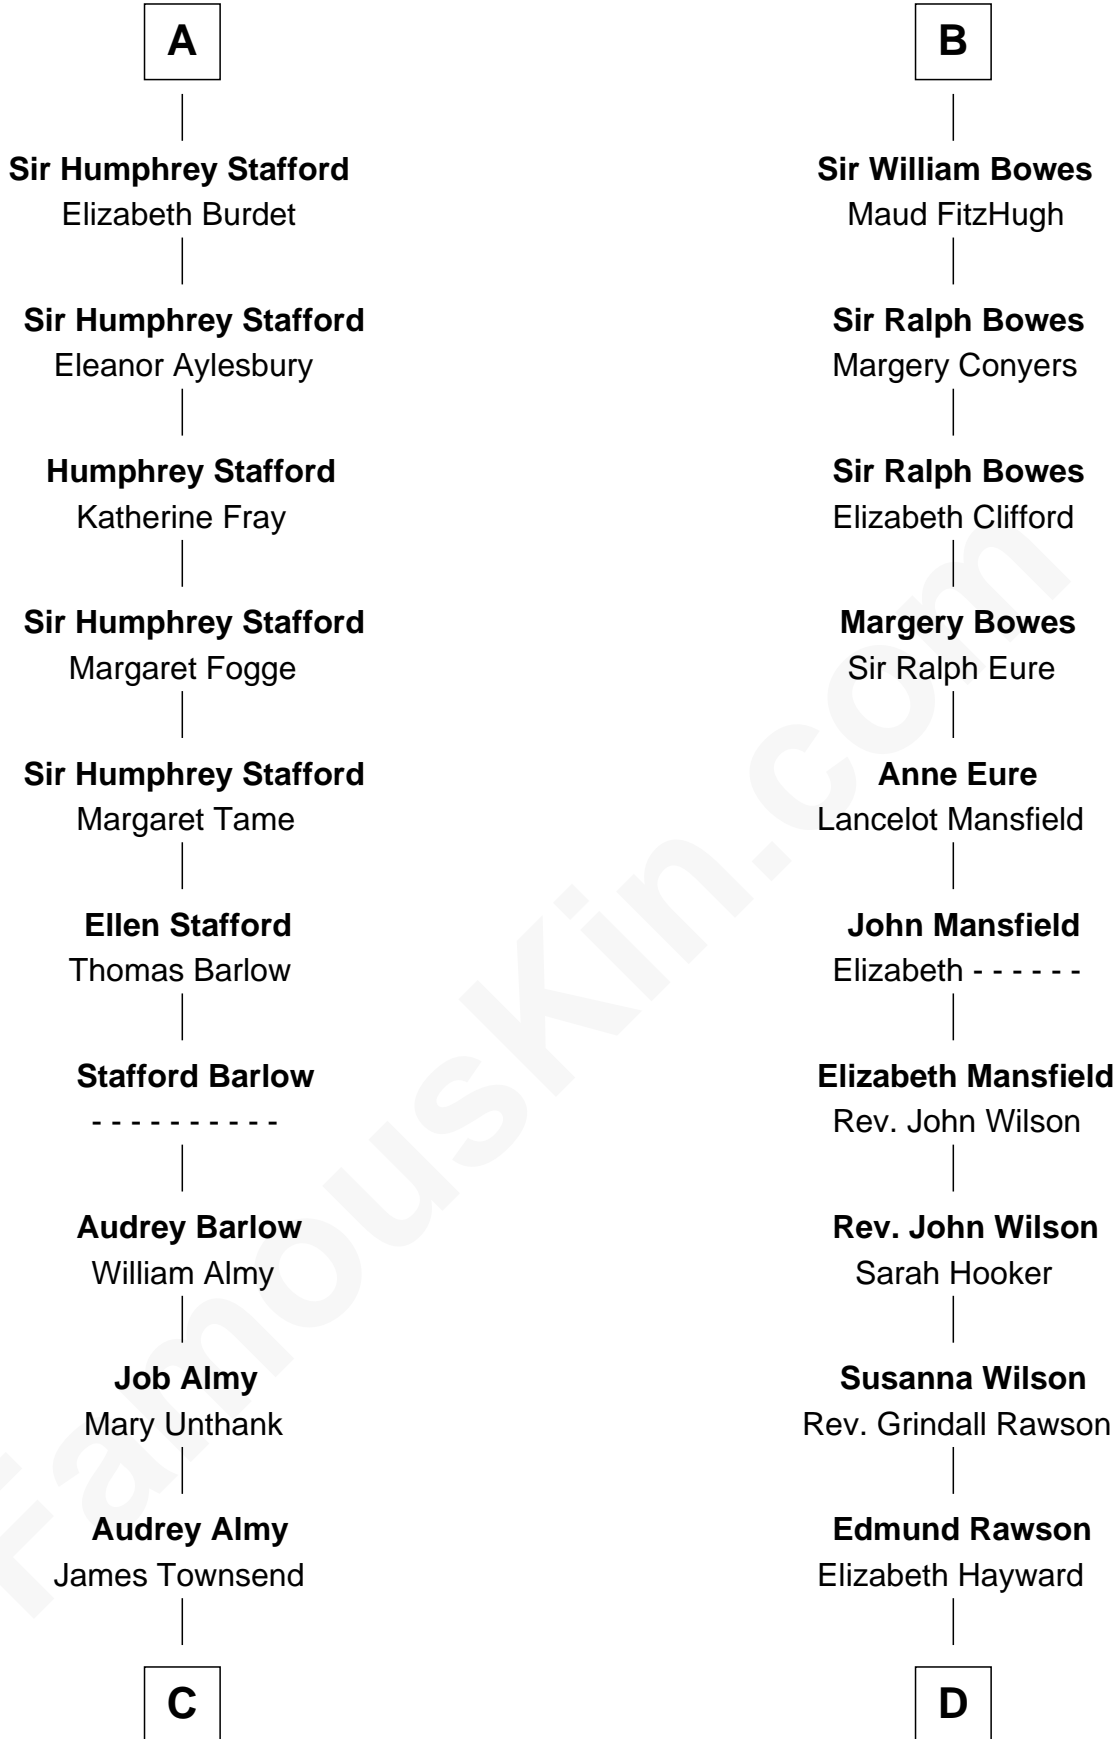 A
Sir Humphrey Stafford
Elizabeth Burdet
Sir Humphrey Stafford
Eleanor Aylesbury
Humphrey Stafford
Katherine Fray
Sir Humphrey Stafford
Margaret Fogge
Sir Humphrey Stafford
Margaret Tame
Ellen Stafford
Thomas Barlow
Stafford Barlow
- - - - - - - - - -
Audrey Barlow
William Almy
Job Almy
Mary Unthank
Audrey Almy
James Townsend
C
B
Sir William Bowes
Maud FitzHugh
Sir Ralph Bowes
Margery Conyers
Sir Ralph Bowes
Elizabeth Clifford
Margery Bowes
Sir Ralph Eure
Anne Eure
Lancelot Mansfield
John Mansfield
Elizabeth - - - - - -
Elizabeth Mansfield
Rev. John Wilson
Rev. John Wilson
Sarah Hooker
Susanna Wilson
Rev. Grindall Rawson
Edmund Rawson
Elizabeth Hayward
D
FamousKin.com